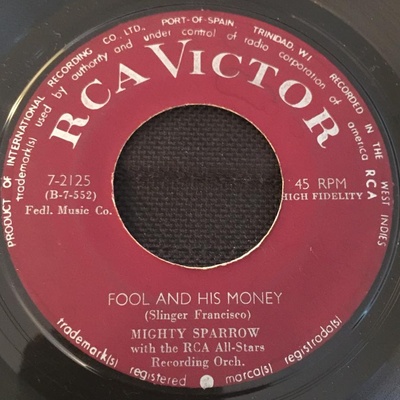 PRODUCT OF INTERNATIONAL RECORDING CO., LTD., PORT-OF-SPAIN, TRINIDAD, W.I. RECORDED IN THE WEST INDIES
trademark(s) used by authority and under control of radio corporation of america RCA
RCA VICTOR
7-2125
(B-7-552)
Fedl. Music Co.
45 RPM
HIGH FIDELITY
FOOL AND HIS MONEY
(Slinger Francisco)
MIGHTY SPARROW
with the RCA All-Stars
Recording Orch.
trademark(s) registered marca(s) registrada(s)